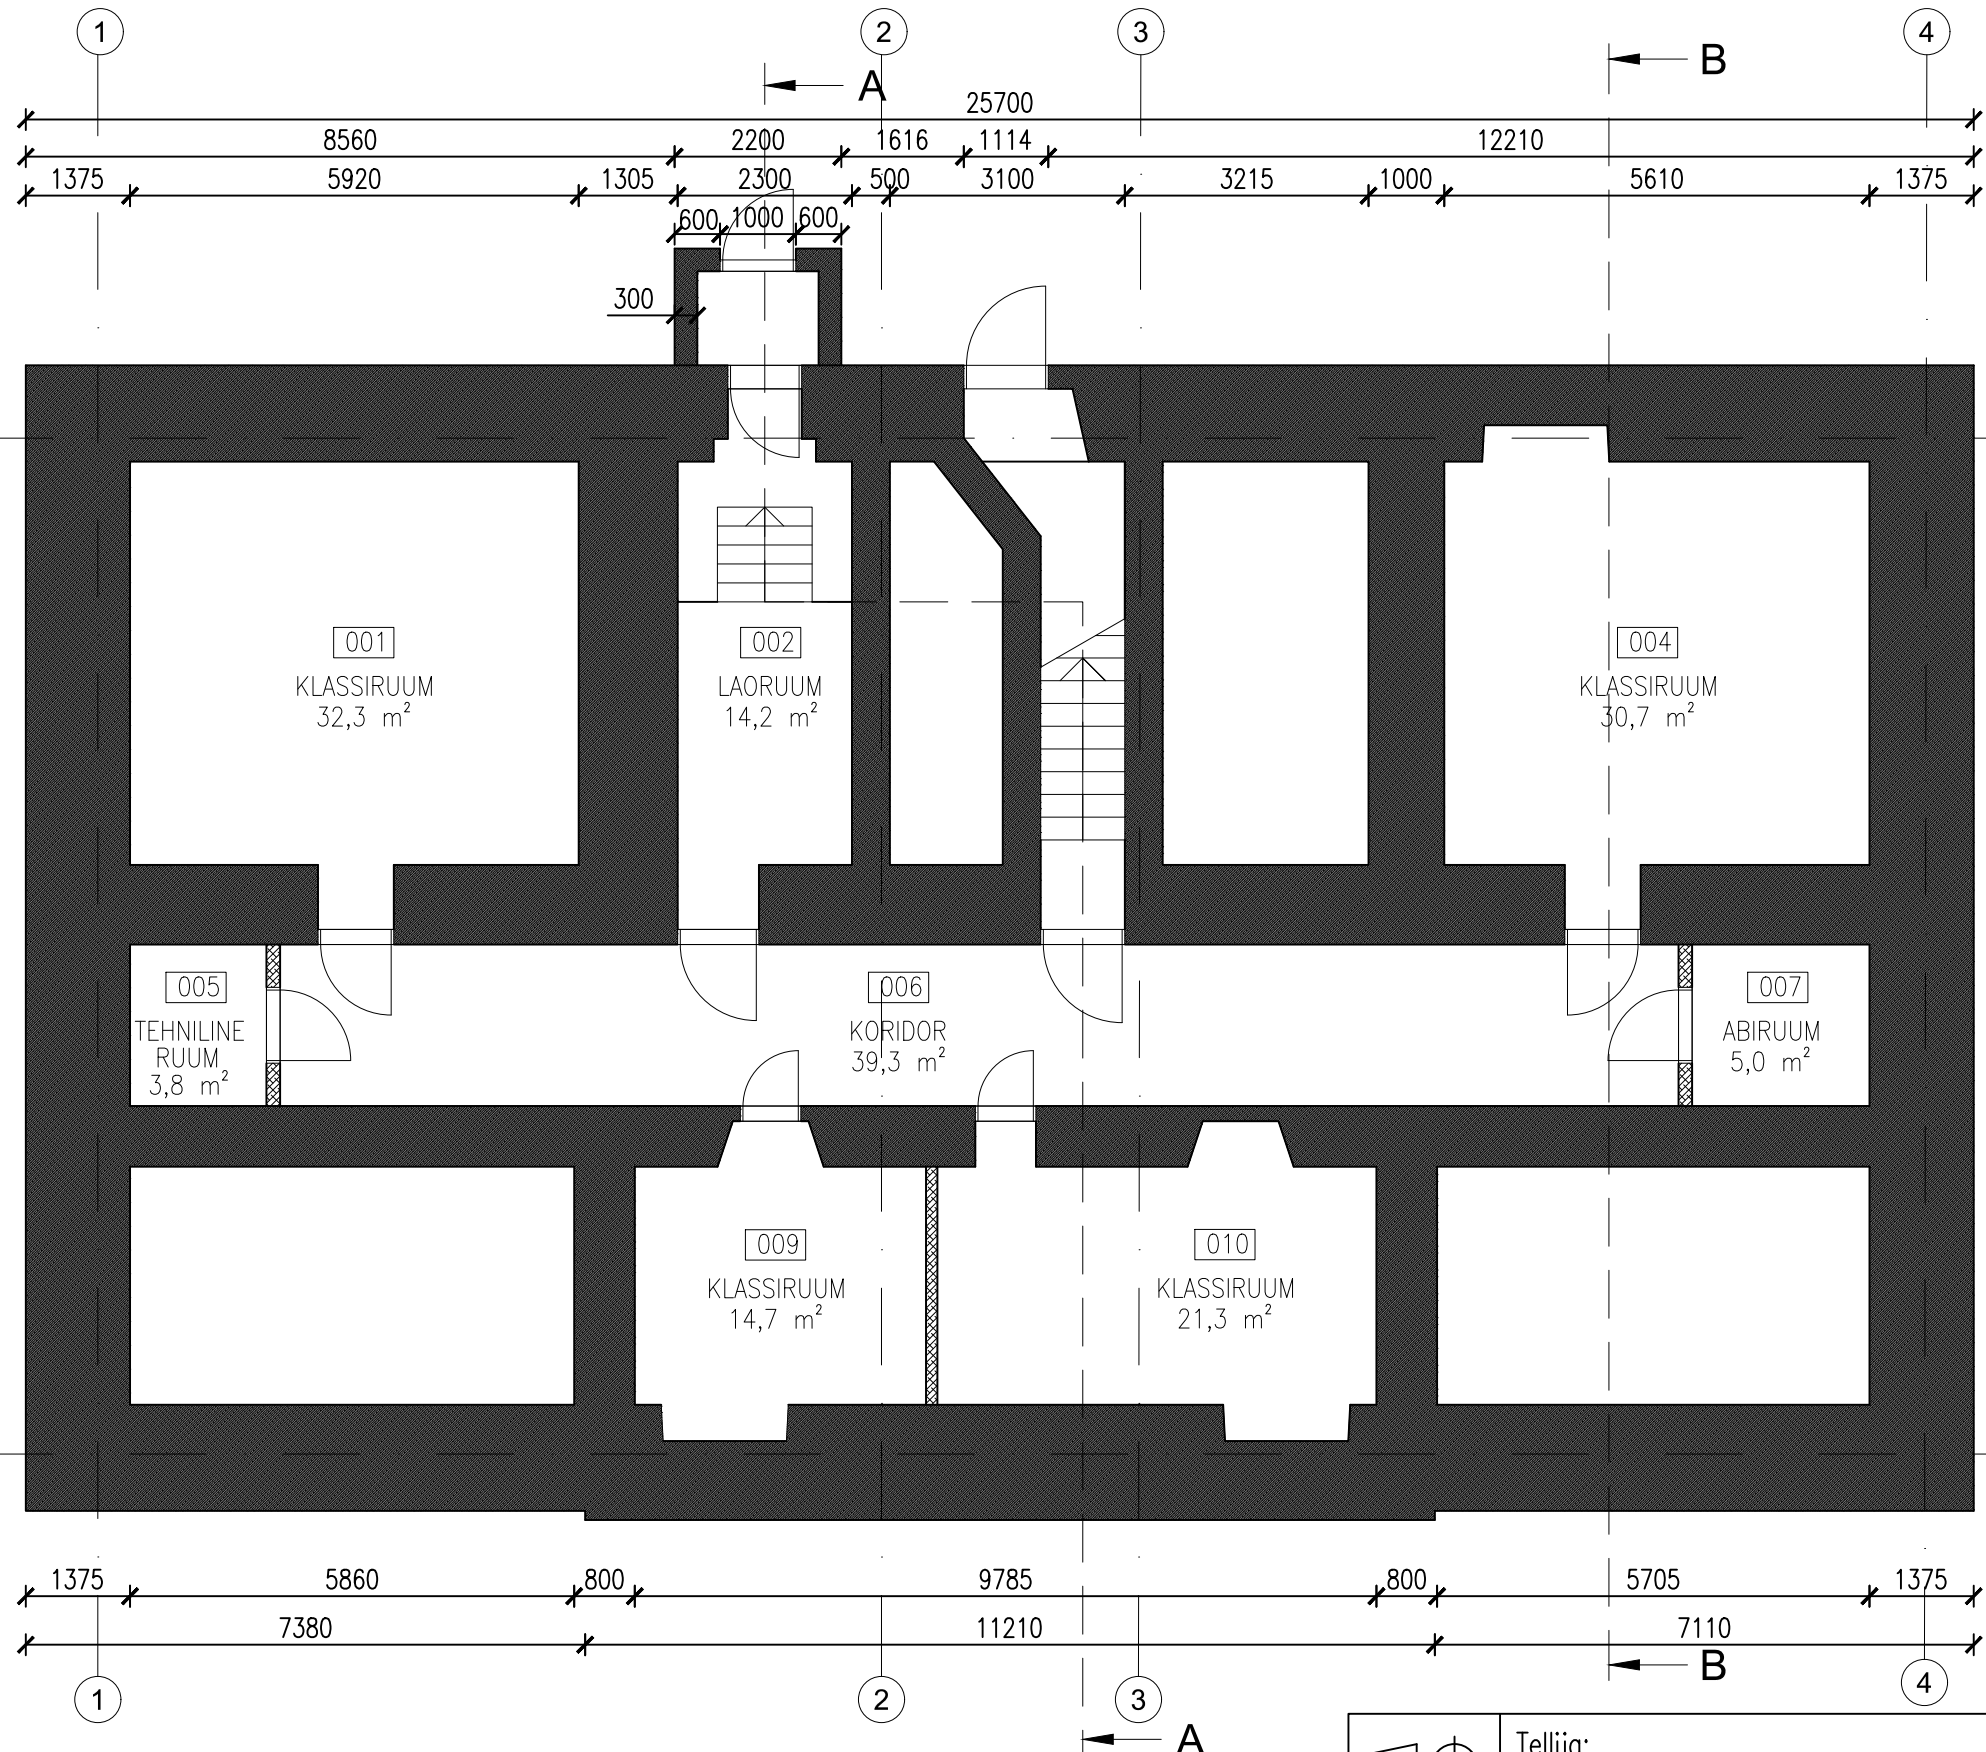 1
2
3
4
A
B
25700
8560
2200
1616
1114
12210
1375
5920
1305
2300
500
3100
3215
1000
5610
1375
600
1000
600
300
001
KLASSIRUUM
32,3 m²
002
LAORUUM
14,2 m²
004
KLASSIRUUM
30,7 m²
005
TEHNILINE
RUUM
3,8 m²
006
KORIDOR
39,3 m²
007
ABIRUUM
5,0 m²
009
KLASSIRUUM
14,7 m²
010
KLASSIRUUM
21,3 m²
1375
5860
800
9785
800
5705
1375
7380
11210
7110
B
1
2
3
4
A
Tellija: